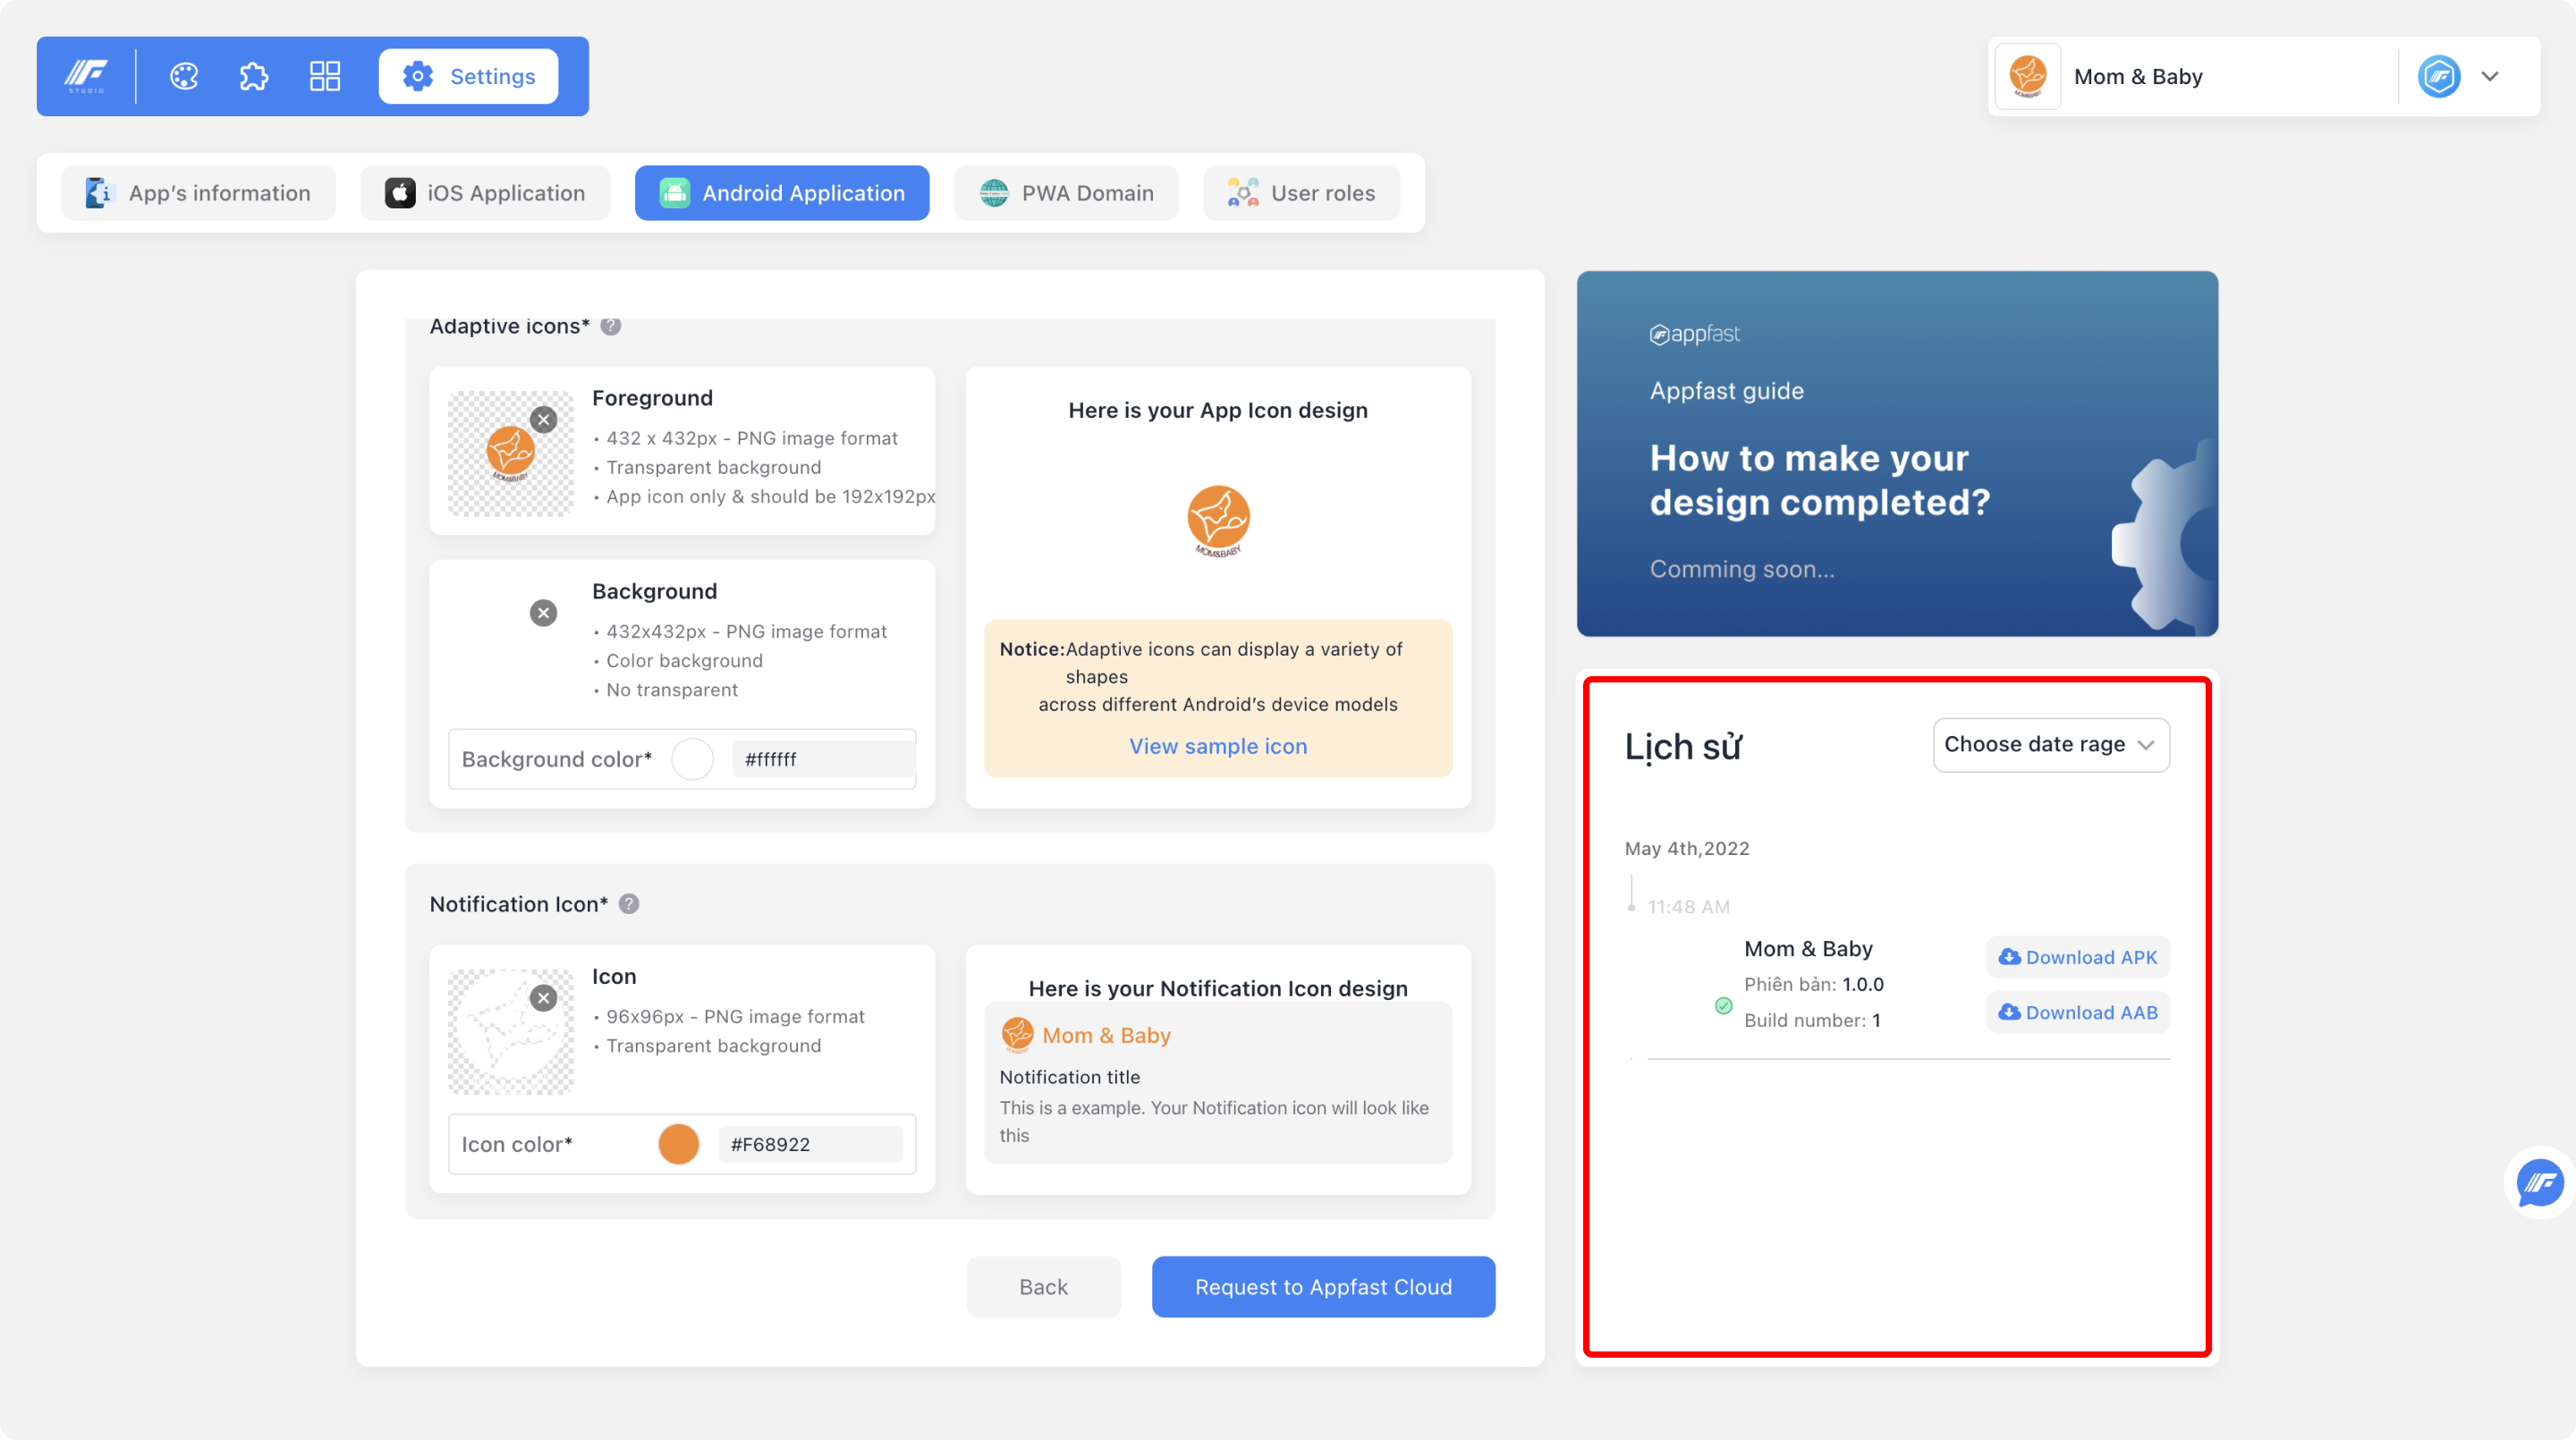 STUDIO
Settings
Mom & Baby
App's information
iOS Application
Android Application
PWA Domain
User roles
Adaptive icons*
Foreground
• 432 x 432px - PNG image format
• Transparent background
• App icon only & should be 192x192px
MOM&BABY
Background
• 432x432px - PNG image format
• Color background
• No transparent
Background color*
#ffffff
Here is your App Icon design
MOM&BABY
Notice:Adaptive icons can display a variety of
shapes
across different Android's device models
View sample icon
Notification Icon*
Icon
• 96x96px - PNG image format
• Transparent background
Icon color*
#F68922
Here is your Notification Icon design
Mom & Baby
Notification title
This is a example. Your Notification icon will look like
this
Back
Request to Appfast Cloud
appfast
Appfast guide
How to make your
design completed?
Comming soon...
Lịch sử
Choose date rage
May 4th,2022
11:48 AM
Mom & Baby
Phiên bản: 1.0.0
Build number: 1
Download APK
Download AAB